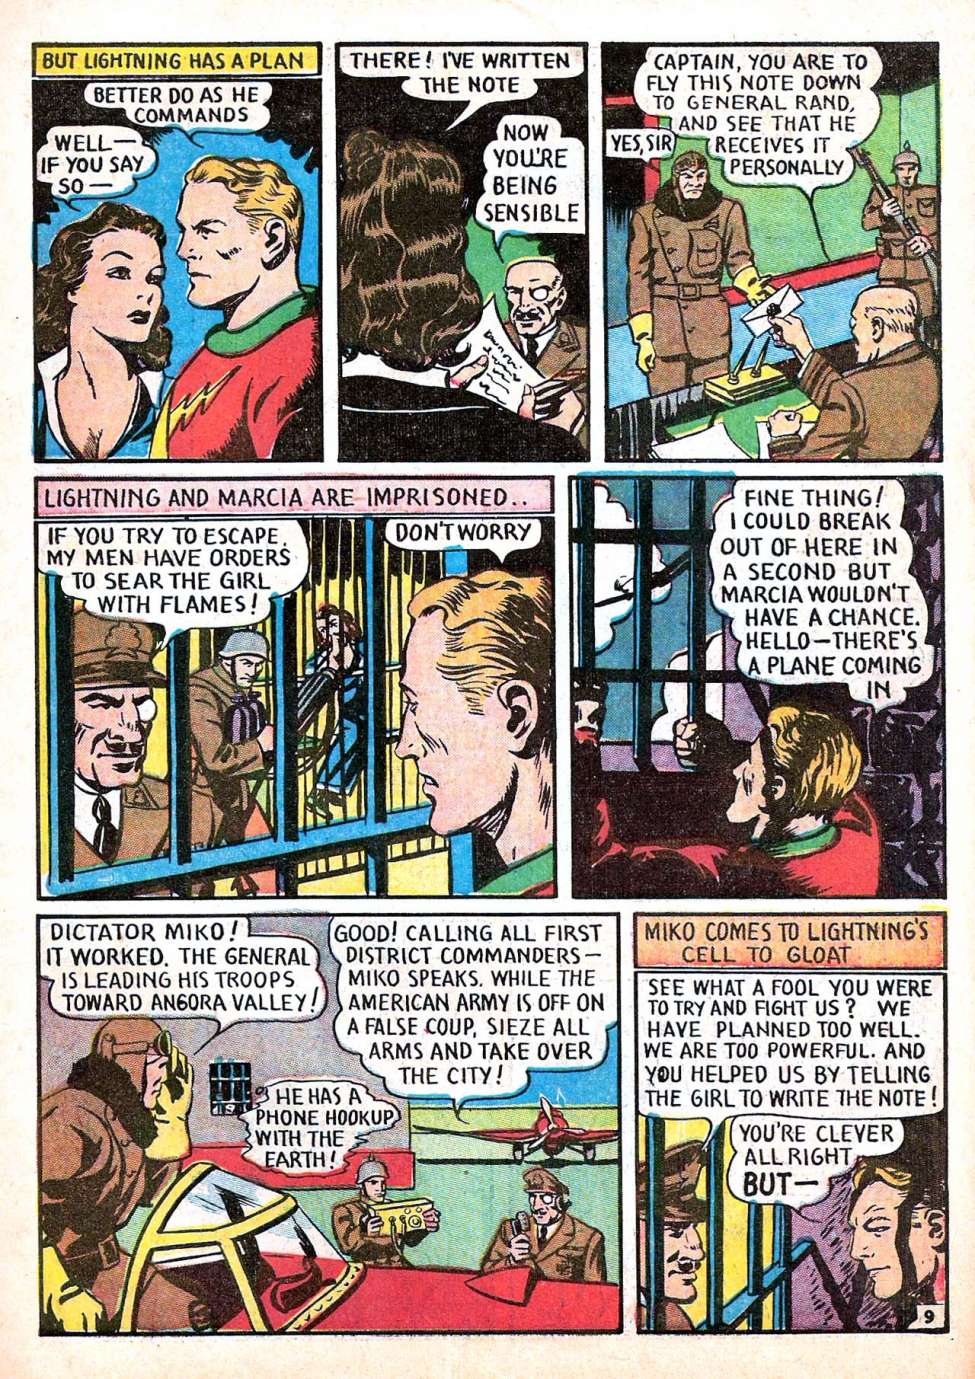 BUT LIGHTNING HAS A PLAN
BETTER DO AS HE
COMMANDS
WELL—
IF YOU SAY
SO—
THERE! I'VE WRITTEN
THE NOTE
NOW
YOU'RE
BEING
SENSIBLE
CAPTAIN, YOU ARE TO
FLY THIS NOTE DOWN
TO GENERAL RAND,
AND SEE THAT HE
RECEIVES IT
PERSONALLY
YES, SIR
LIGHTNING AND MARCIA ARE IMPRISONED..
IF YOU TRY TO ESCAPE,
MY MEN HAVE ORDERS
TO SEAR THE GIRL
WITH FLAMES!
DON'T WORRY
FINE THING!
I COULD BREAK
OUT OF HERE IN
A SECOND BUT
MARCIA WOULDN'T
HAVE A CHANCE.
HELLO—THERE'S
A PLANE COMING
IN
DICTATOR MIKO!
IT WORKED. THE GENERAL
IS LEADING HIS TROOPS
TOWARD ANGORA VALLEY!
GOOD! CALLING ALL FIRST
DISTRICT COMMANDERS—
MIKO SPEAKS. WHILE THE
AMERICAN ARMY IS OFF ON
A FALSE COUP, SIEZE ALL
ARMS AND TAKE OVER
THE CITY!
HE HAS A
PHONE HOOKUP
WITH THE
EARTH!
MIKO COMES TO LIGHTNING'S
CELL TO GLOAT
SEE WHAT A FOOL YOU WERE
TO TRY AND FIGHT US? WE
HAVE PLANNED TOO WELL.
WE ARE TOO POWERFUL. AND
YOU HELPED US BY TELLING
THE GIRL TO WRITE THE NOTE!
YOU'RE CLEVER
ALL RIGHT
BUT—
9